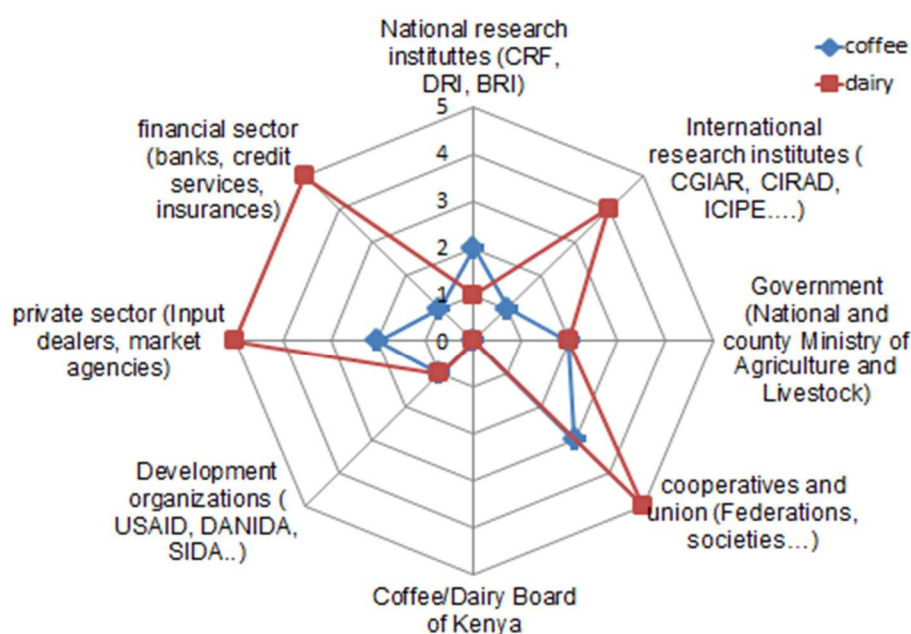 National research
instituttes (CRF,
DRI, BRI)
coffee
dairy
5
4
3
2
1
0
International
research institutes (
CGIAR, CIRAD,
ICIPE….)
Government
(National and
county Ministry of
Agriculture and
Livestock)
cooperatives and
union (Federations,
societies…)
Coffee/Dairy Board
of Kenya
Development
organizations (
USAID, DANIDA,
SIDA..)
private sector (Input
dealers, market
agencies)
financial sector
(banks, credit
services,
insurances)